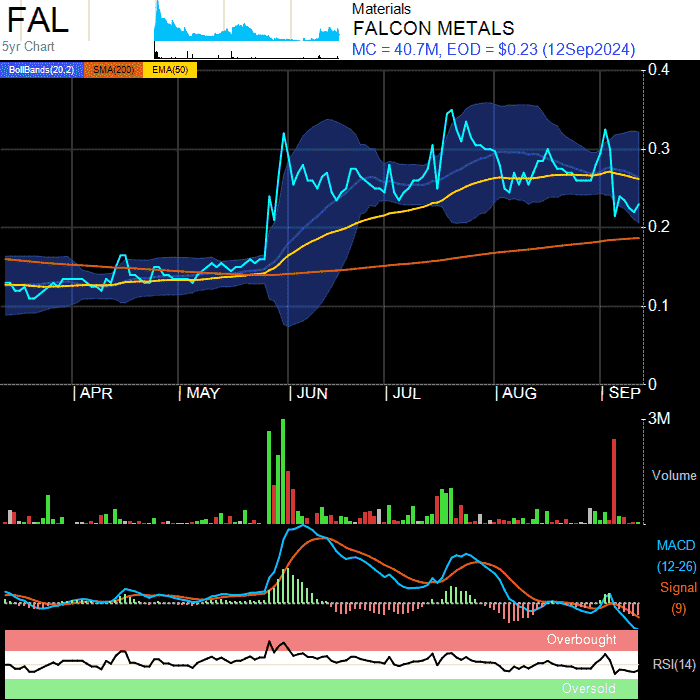 FAL
5yr Chart
Materials
FALCON METALS
MC = 40.7M, EOD = $0.23 (12Sep2024)
BollBands(20,2) SMA(200) EMA(50)
0.4
0.3
0.2
0.1
0
APR MAY JUN JUL AUG SEP
3M
Volume
MACD
(12-26)
Signal
(9)
Overbought
RSI(14)
Oversold